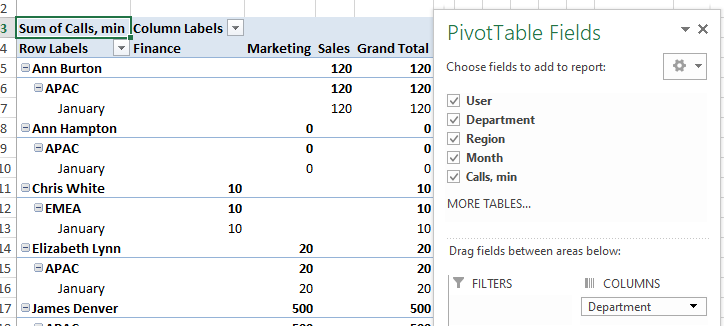 2
3 Sum of Calls, min Column Labels
4 Row Labels Finance Marketing Sales Grand Total
5 Ann Burton 120 120
6 APAC 120 120
7 January 120 120
8 Ann Hampton 0 0
9 APAC 0 0
10 January 0 0
11 Chris White 10 10
12 EMEA 10 10
13 January 10 10
14 Elizabeth Lynn 20 20
15 APAC 20 20
16 January 20 20
17 James Denver 500 500
APAC 500 500
PivotTable Fields
Choose fields to add to report:
User
Department
Region
Month
Calls, min
MORE TABLES...
Drag fields between areas below:
FILTERS
COLUMNS
Department